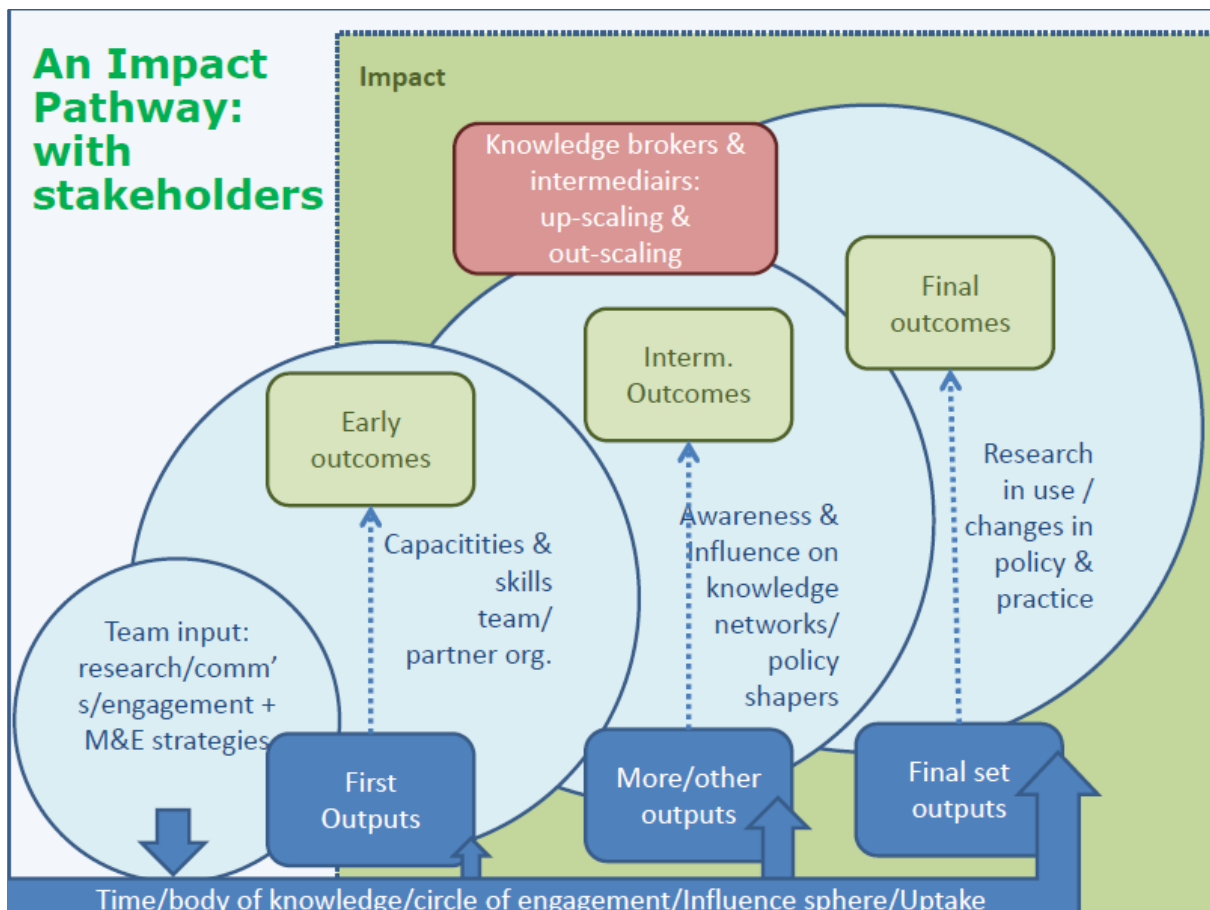 An Impact
Pathway:
with
stakeholders
Impact
Knowledge brokers &
intermediairs:
up-scaling &
out-scaling
Final
outcomes
Interm.
Outcomes
Early
outcomes
Research
in use /
changes in
policy &
practice
Awareness &
Influence on
knowledge
networks/
policy
shapers
Capacitities &
skills
team/
partner org.
Team input:
research/comm'
s/engagement +
M&E strategies
First
Outputs
More/other
outputs
Final set
outputs
Time/body of knowledge/circle of engagement/Influence sphere/Uptake